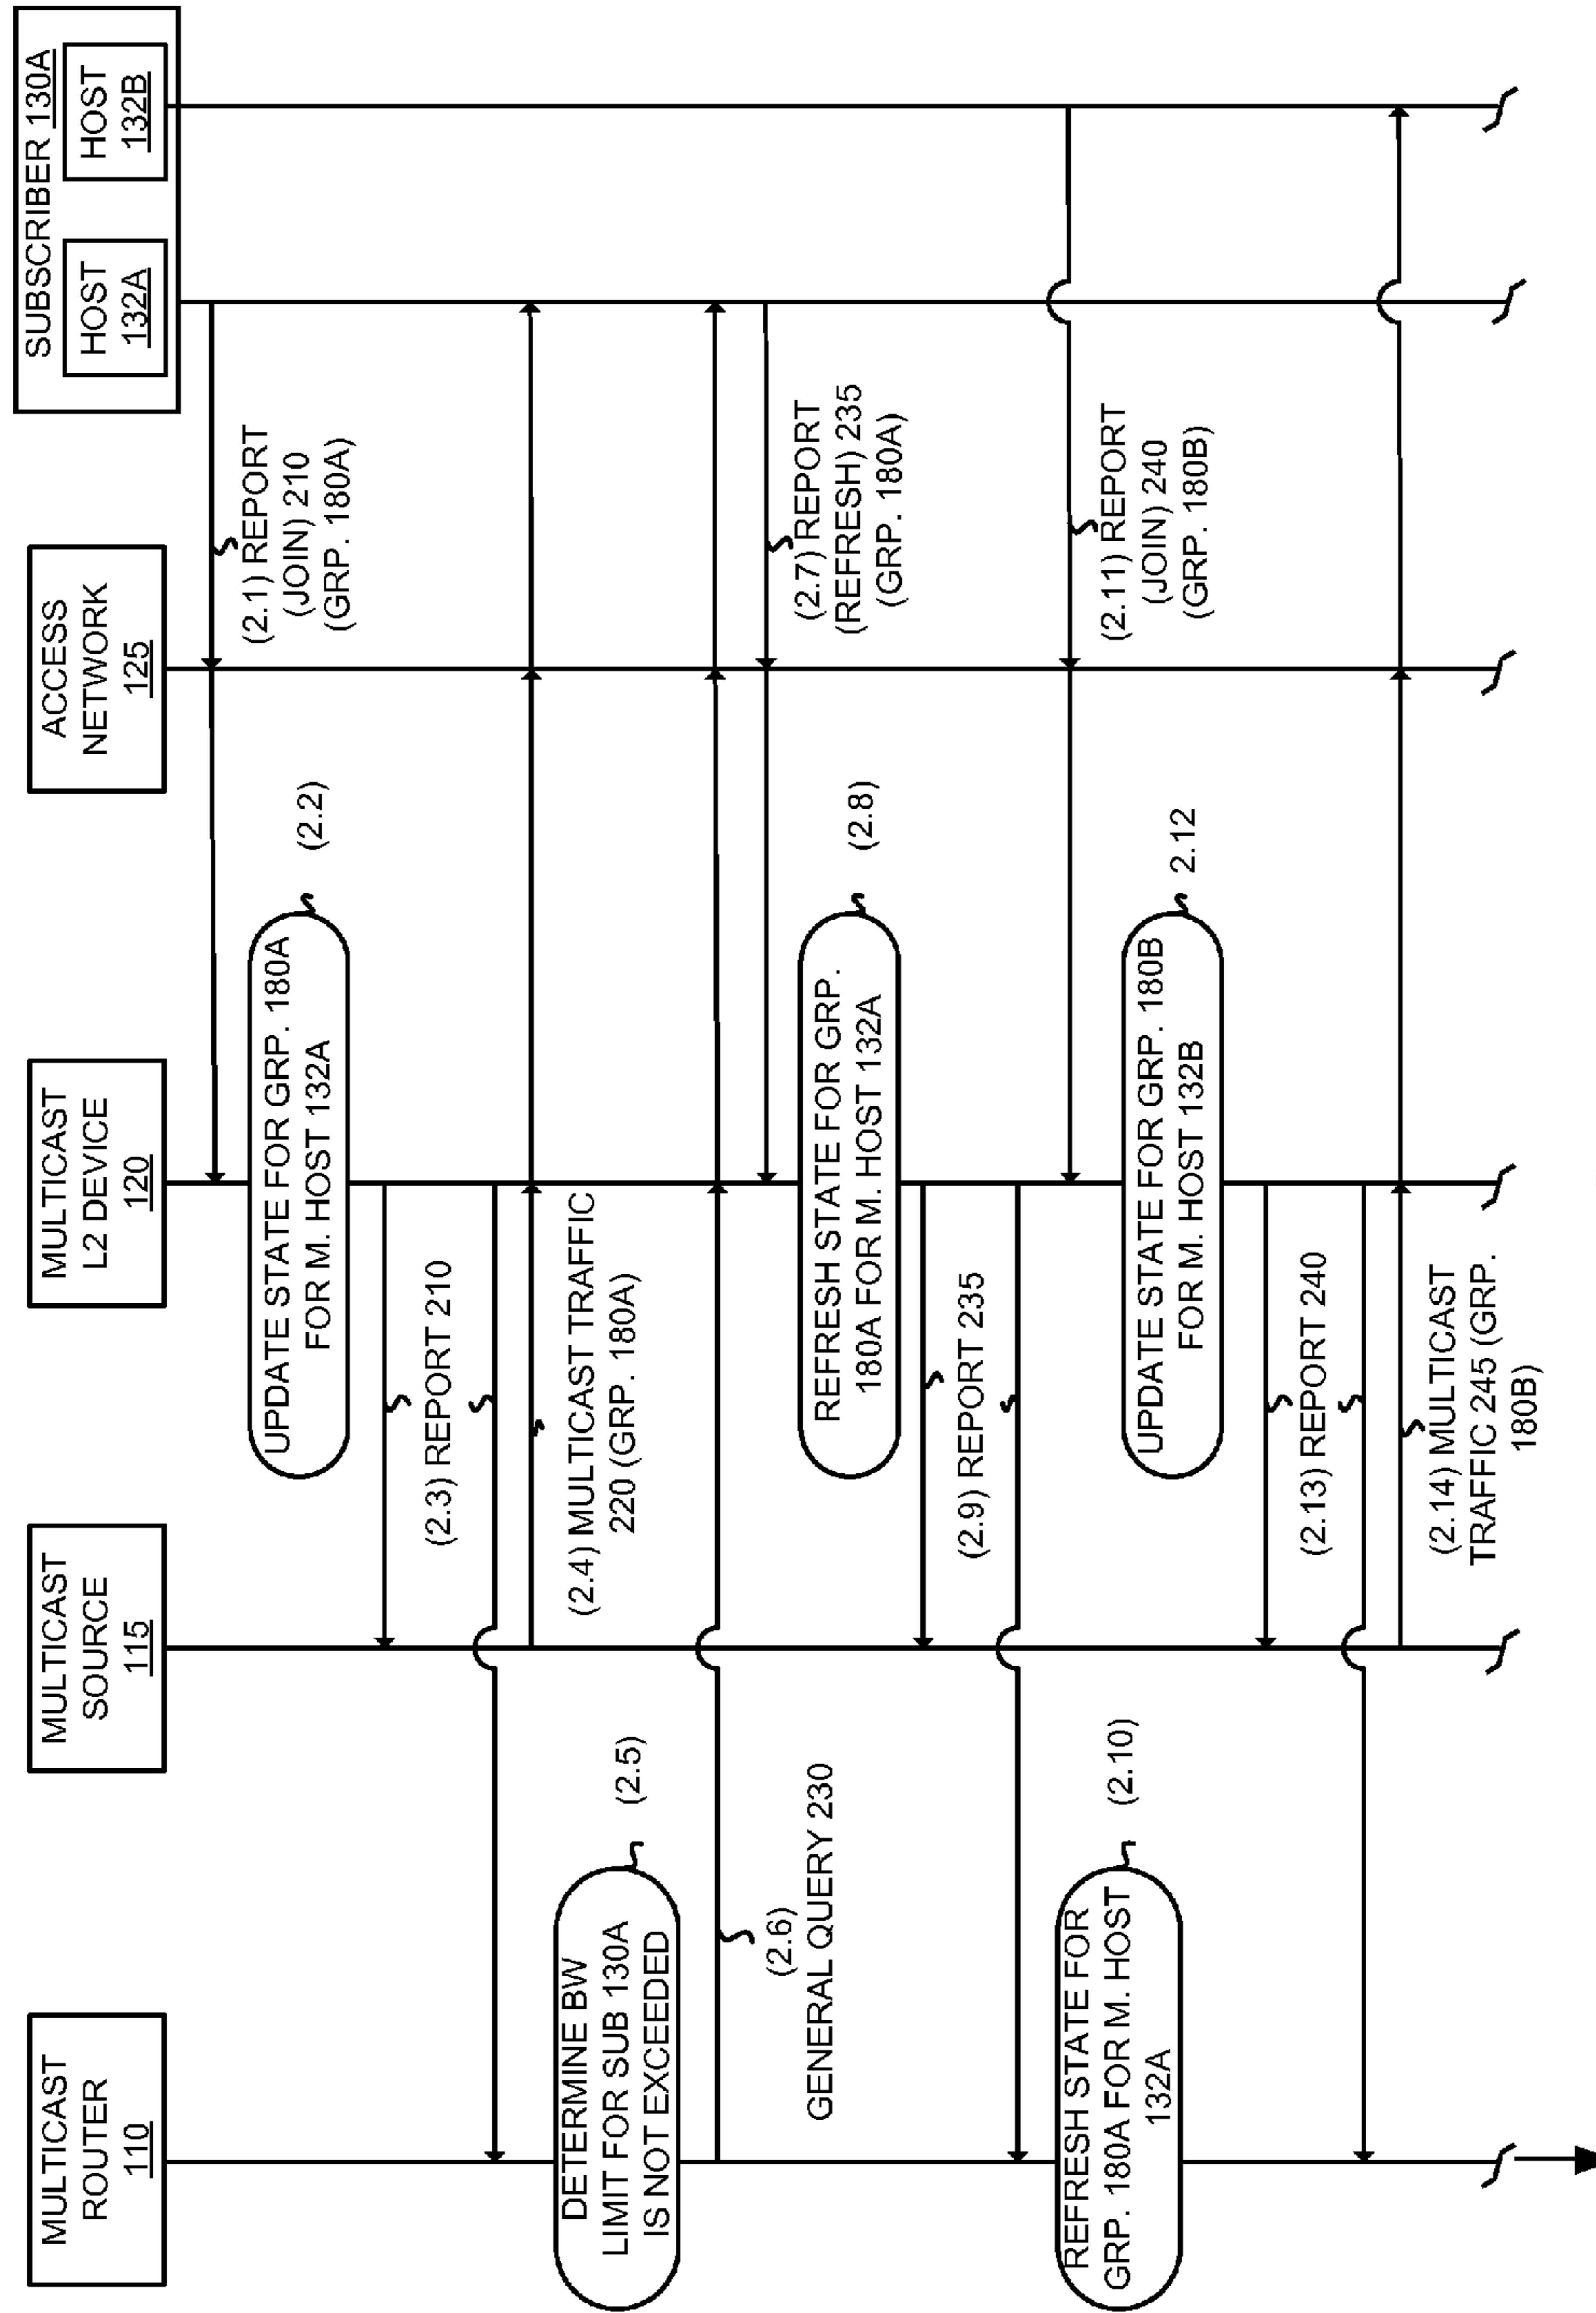 MULTICAST
ROUTER
110
MULTICAST
SOURCE
115
MULTICAST
L2 DEVICE
120
ACCESS
NETWORK
125
SUBSCRIBER 130A
HOST
132A
HOST
132B
(2.1) REPORT
(JOIN) 210
(GRP. 180A)
UPDATE STATE FOR GRP. 180A
FOR M. HOST 132A
(2.2)
(2.3) REPORT 210
(2.4) MULTICAST TRAFFIC
220 (GRP. 180A)
DETERMINE BW
LIMIT FOR SUB 130A
IS NOT EXCEEDED
(2.5)
(2.6)
GENERAL QUERY 230
(2.7) REPORT
(REFRESH) 235
(GRP. 180A)
REFRESH STATE FOR GRP.
180A FOR M. HOST 132A
(2.8)
(2.9) REPORT 235
REFRESH STATE FOR
GRP. 180A FOR M. HOST
132A
(2.10)
(2.11) REPORT
(JOIN) 240
(GRP. 180B)
UPDATE STATE FOR GRP. 180B
FOR M. HOST 132B
2.12
(2.13) REPORT 240
(2.14) MULTICAST
TRAFFIC 245 (GRP.
180B)